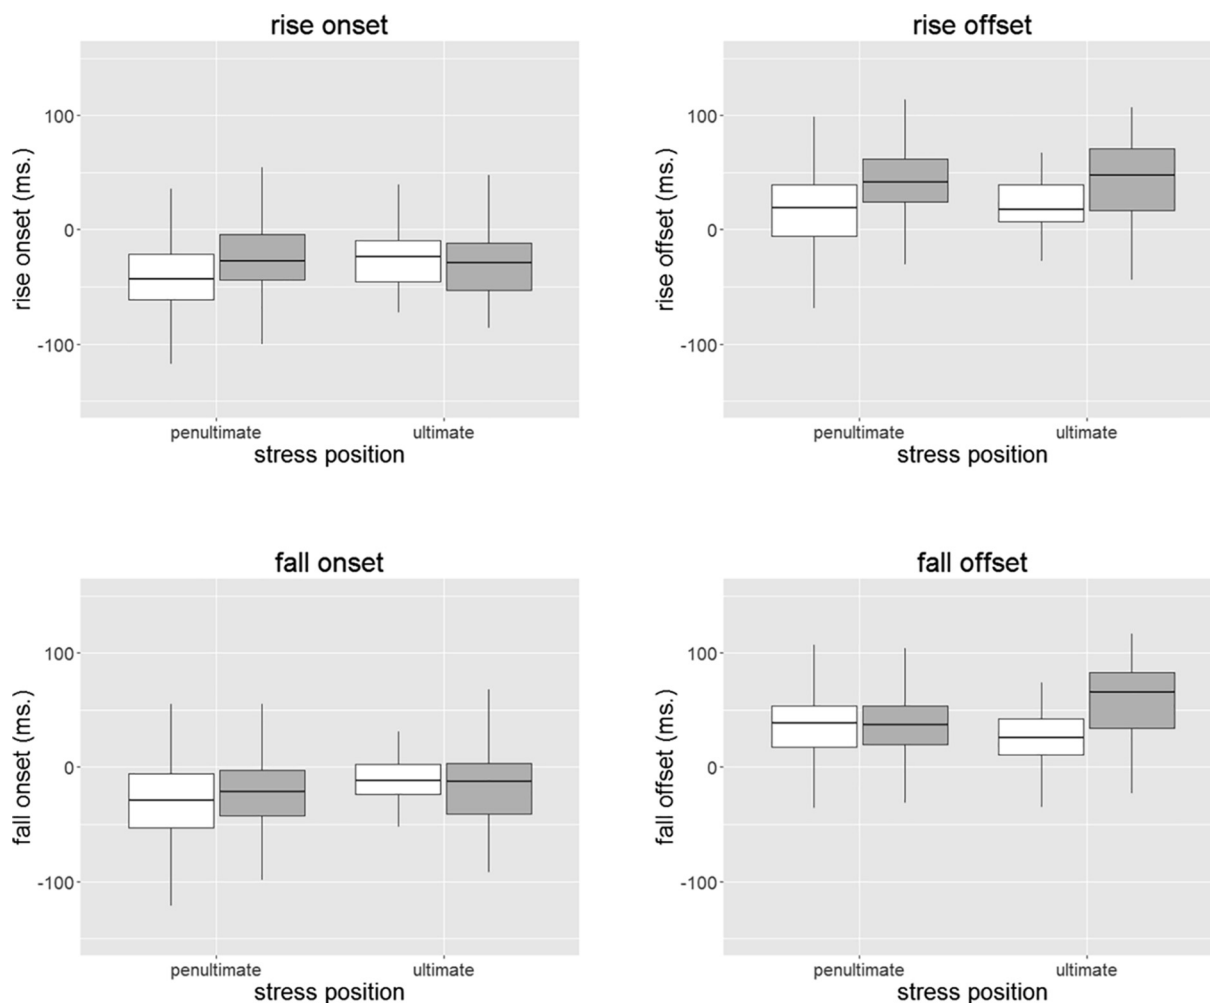 rise onset
rise onset (ms.)
100
0
-100
penultimate ultimate
stress position
rise offset
rise offset (ms.)
100
0
-100
penultimate ultimate
stress position
fall onset
fall onset (ms.)
100
0
-100
penultimate ultimate
stress position
fall offset
fall offset (ms.)
100
0
-100
penultimate ultimate
stress position